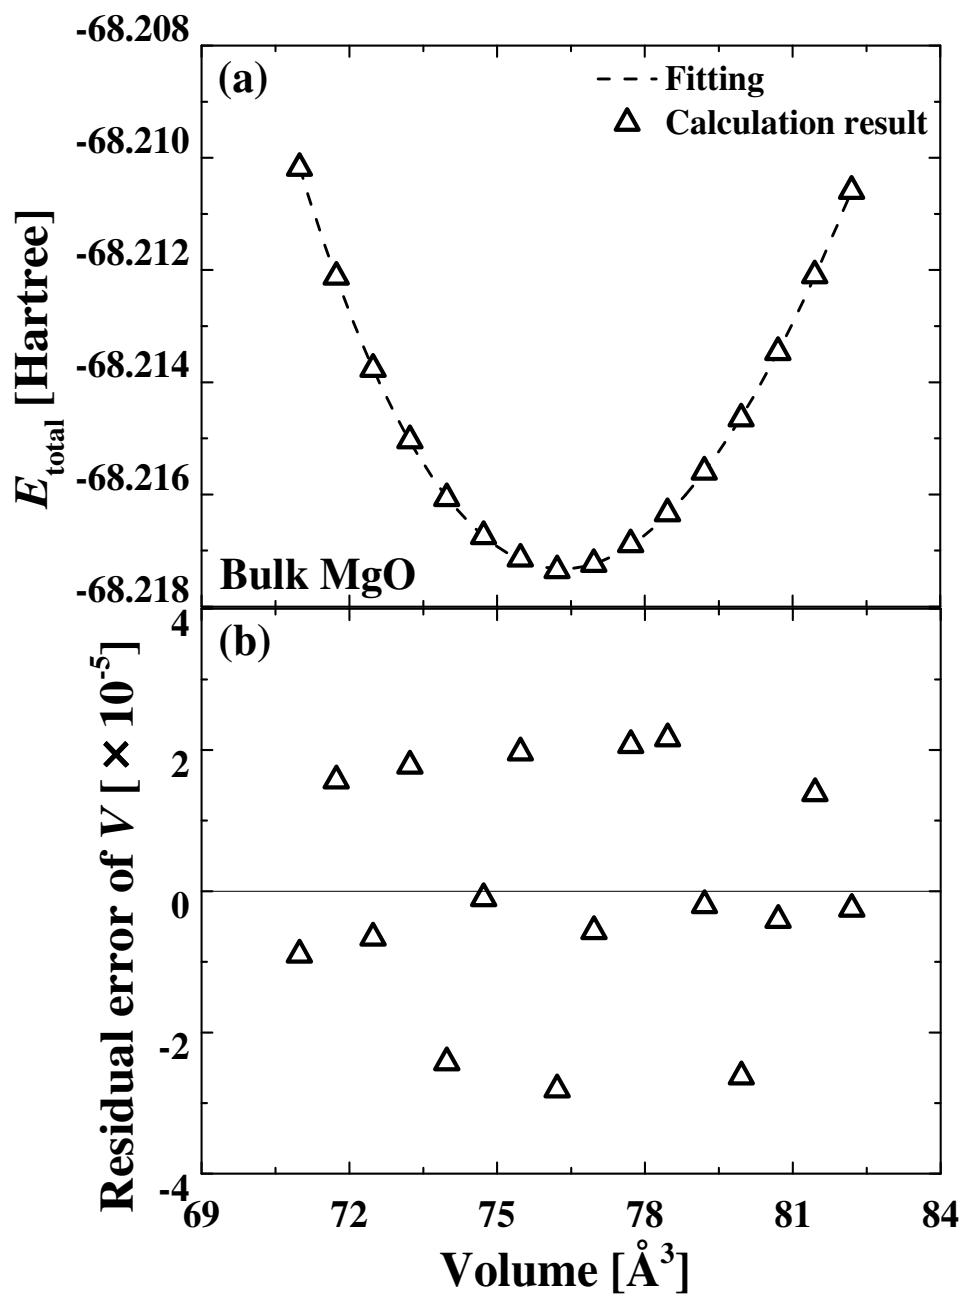 -68.208
(a)
Fitting
Calculation result
-68.210
-68.212
-68.214
-68.216
-68.218
E_total [Hartree]
Bulk MgO
(b)
4
2
0
-2
-4
Residual error of V [ × 10^-5]
69 72 75 78 81 84
Volume [Å^3]